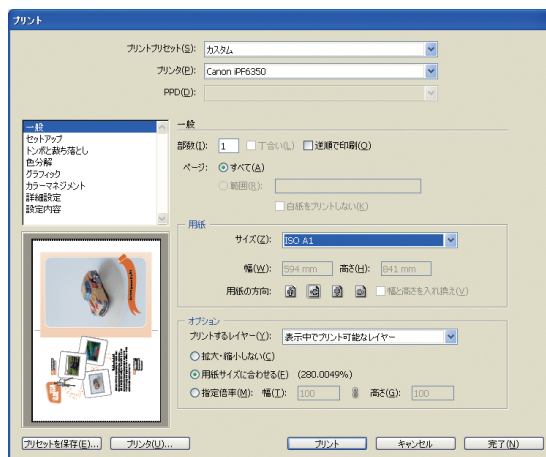 プリント
プリントプリセット(S): カスタム
プリンタ(P): Canon iPF6350
PPD(D):
一般
セットアップ
トンボと裁ち落とし
色分解
グラフィック
カラーマネジメント
詳細設定
設定内容
一般
部数(I): 1 丁合い(L) 逆順で印刷(O)
ページ: すべて(A)
範囲(R):
白紙をプリントしない(K)
用紙
サイズ(Z): ISO A1
幅(W): 594 mm 高さ(H): 841 mm
用紙の方向: 幅と高さを入れ換え(V)
オプション
プリントするレイヤー(Y): 表示中でプリント可能なレイヤー
拡大・縮小しない(C)
用紙サイズに合わせる(E) (280.0049%)
指定倍率(M): 幅(T): 100 高さ(G): 100
プリセットを保存(E)... プリンタ(U)... プリント キャンセル 完了(N)